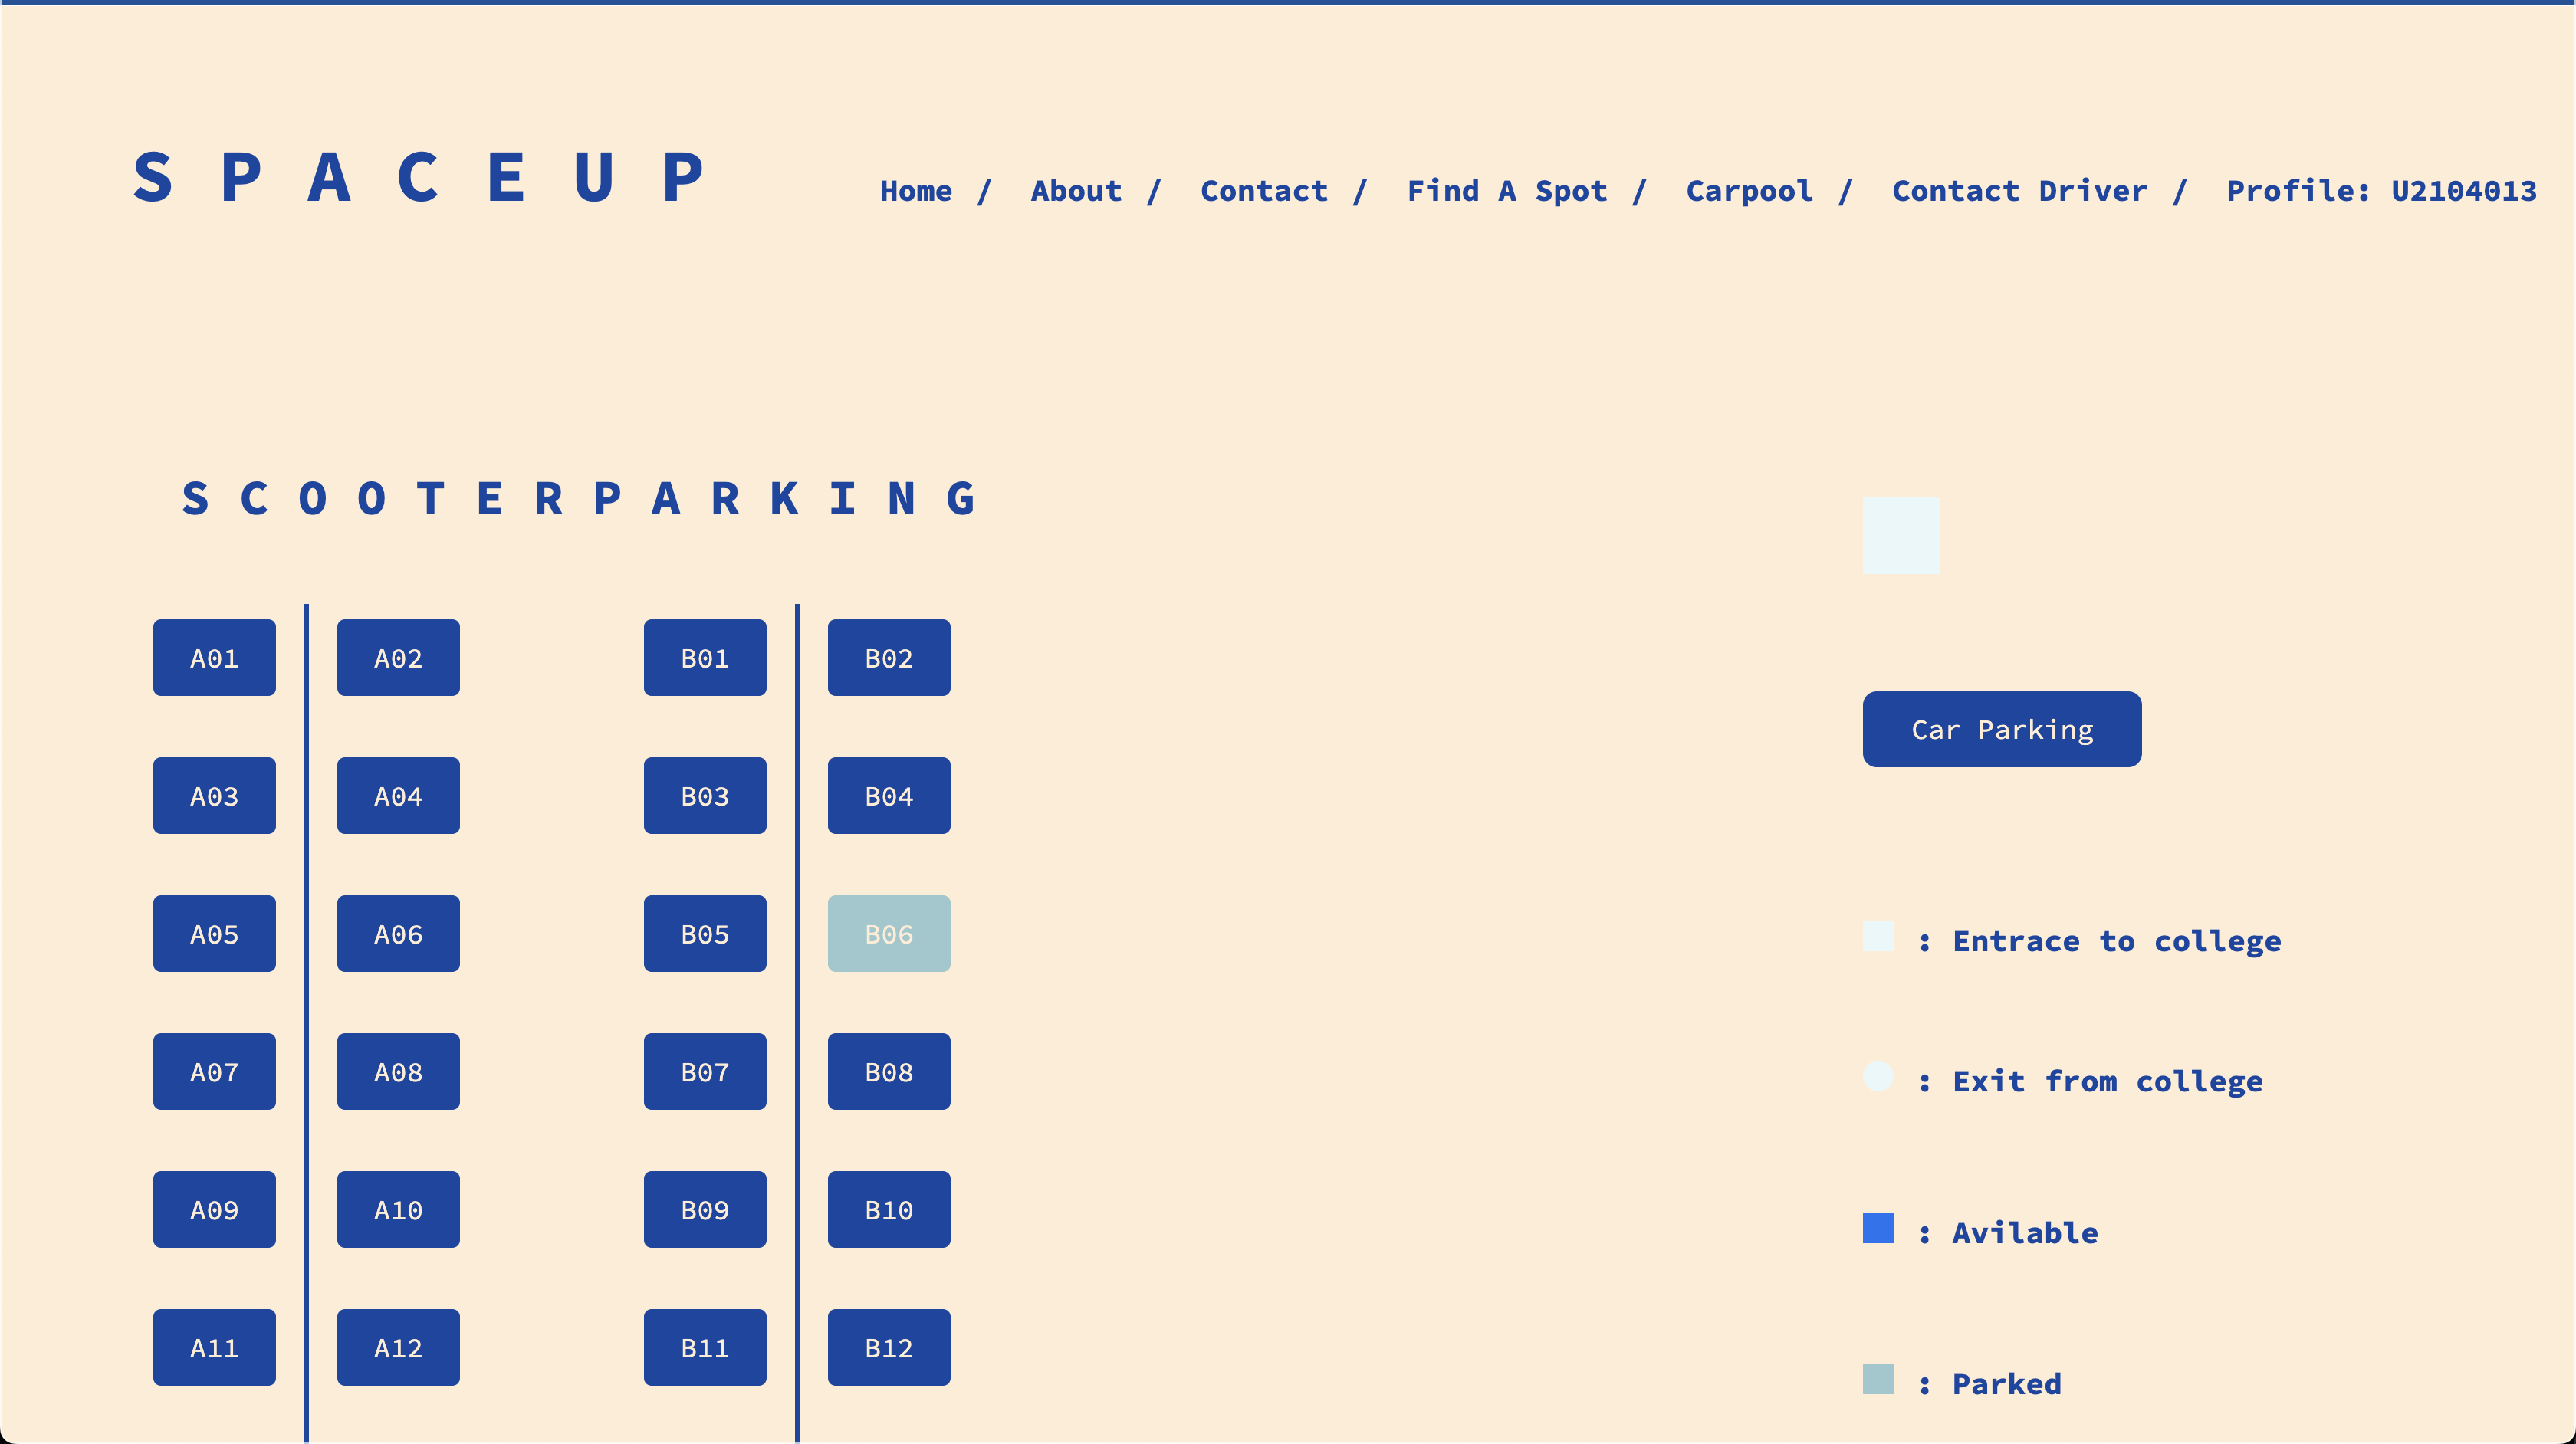 S P A C E U P
Home / About / Contact / Find A Spot / Carpool / Contact Driver / Profile: U2104013
S C O O T E R P A R K I N G
A01 A02 B01 B02
Car Parking
A03 A04 B03 B04
A05 A06 B05 B06
: Entrace to college
A07 A08 B07 B08
: Exit from college
A09 A10 B09 B10
: Avilable
A11 A12 B11 B12
: Parked